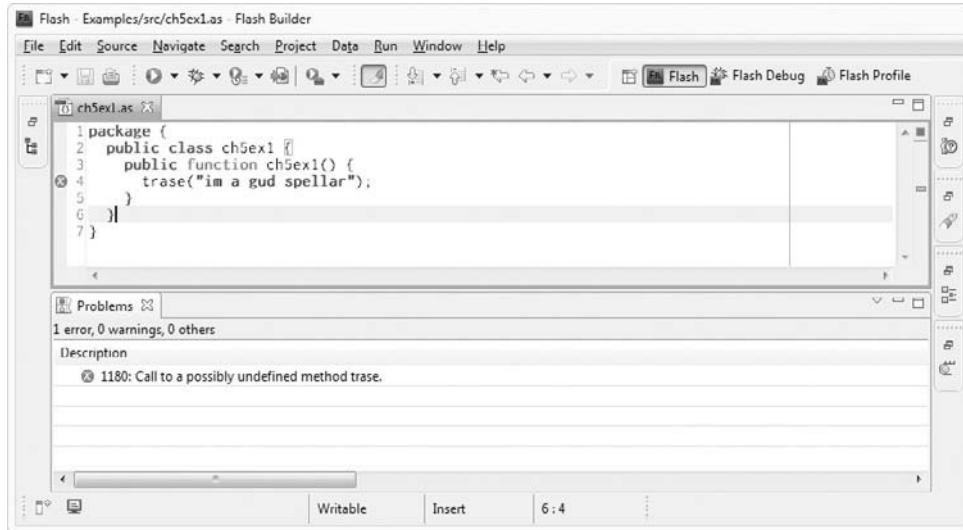 Flash - Examples/src/ch5ex1.as - Flash Builder
File Edit Source Navigate Search Project Data Run Window Help
Flash Flash Debug Flash Profile
ch5ex1.as
1 package {
2 public class ch5ex1 {
3 public function ch5ex1() {
4 trase("im a gud spellar");
5 }
6 }
7 }
Problems
1 error, 0 warnings, 0 others
Description
1180: Call to a possibly undefined method trase.
Writable Insert 6 : 4